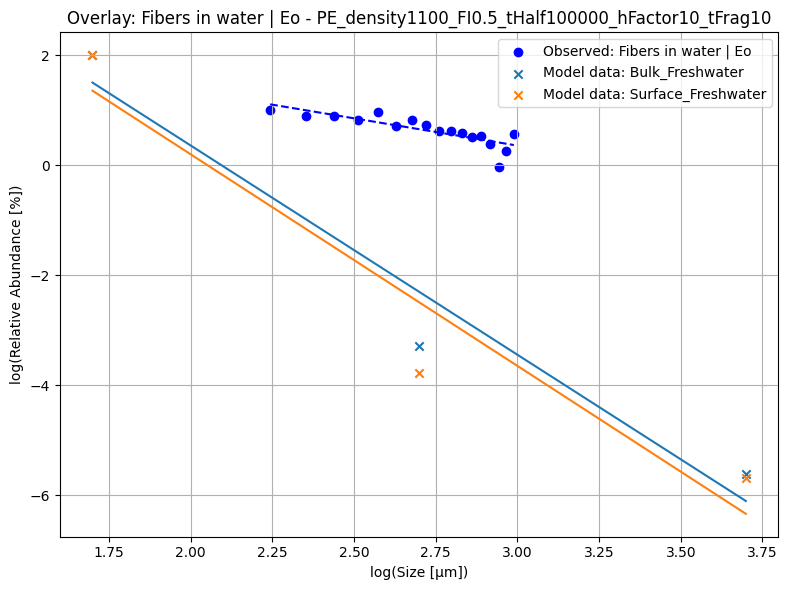 Overlay: Fibers in water | Eo - PE_density1100_FI0.5_tHalf100000_hFactor10_tFrag10
Observed: Fibers in water | Eo
Model data: Bulk_Freshwater
Model data: Surface_Freshwater
log(Relative Abundance [%])
2
0
−2
−4
−6
1.75 2.00 2.25 2.50 2.75 3.00 3.25 3.50 3.75
log(Size [µm])